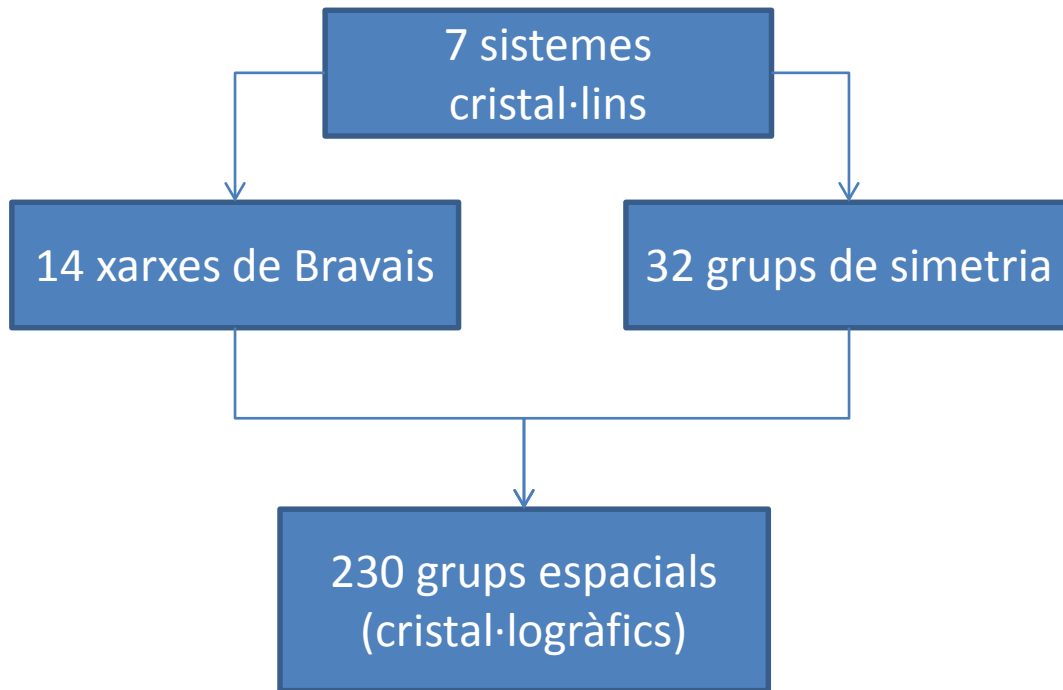 7 sistemes
cristal·lins
14 xarxes de Bravais
32 grups de simetria
230 grups espacials
(cristal·logràfics)